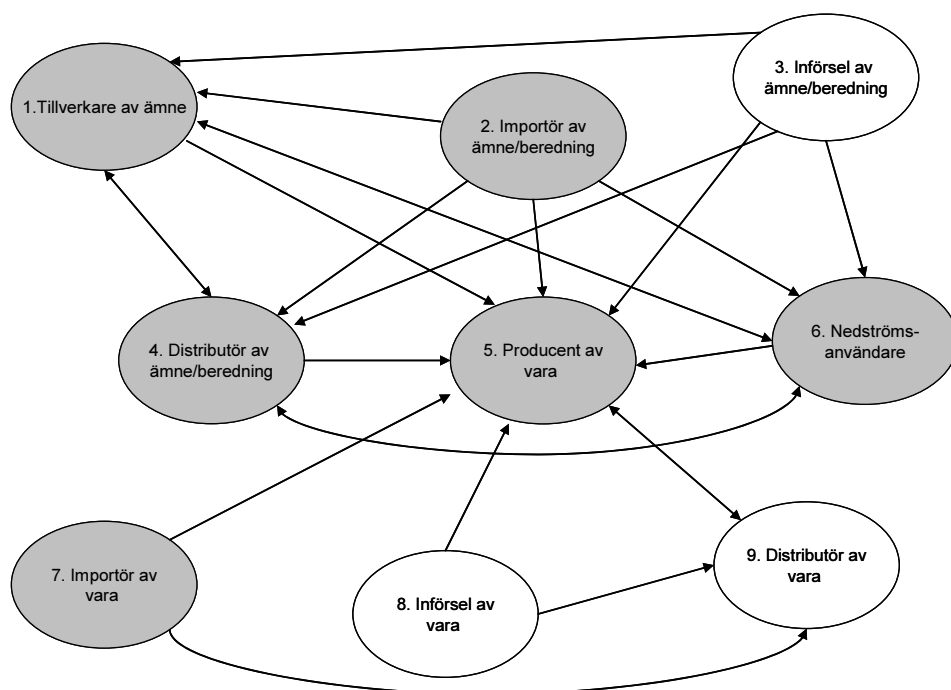 1.Tillverkare av ämne
2. Importör av
ämne/beredning
3. Införsel av
ämne/beredning
4. Distributör av
ämne/beredning
5. Producent av
vara
6. Nedströms-
användare
7. Importör av
vara
8. Införsel av
vara
9. Distributör av
vara